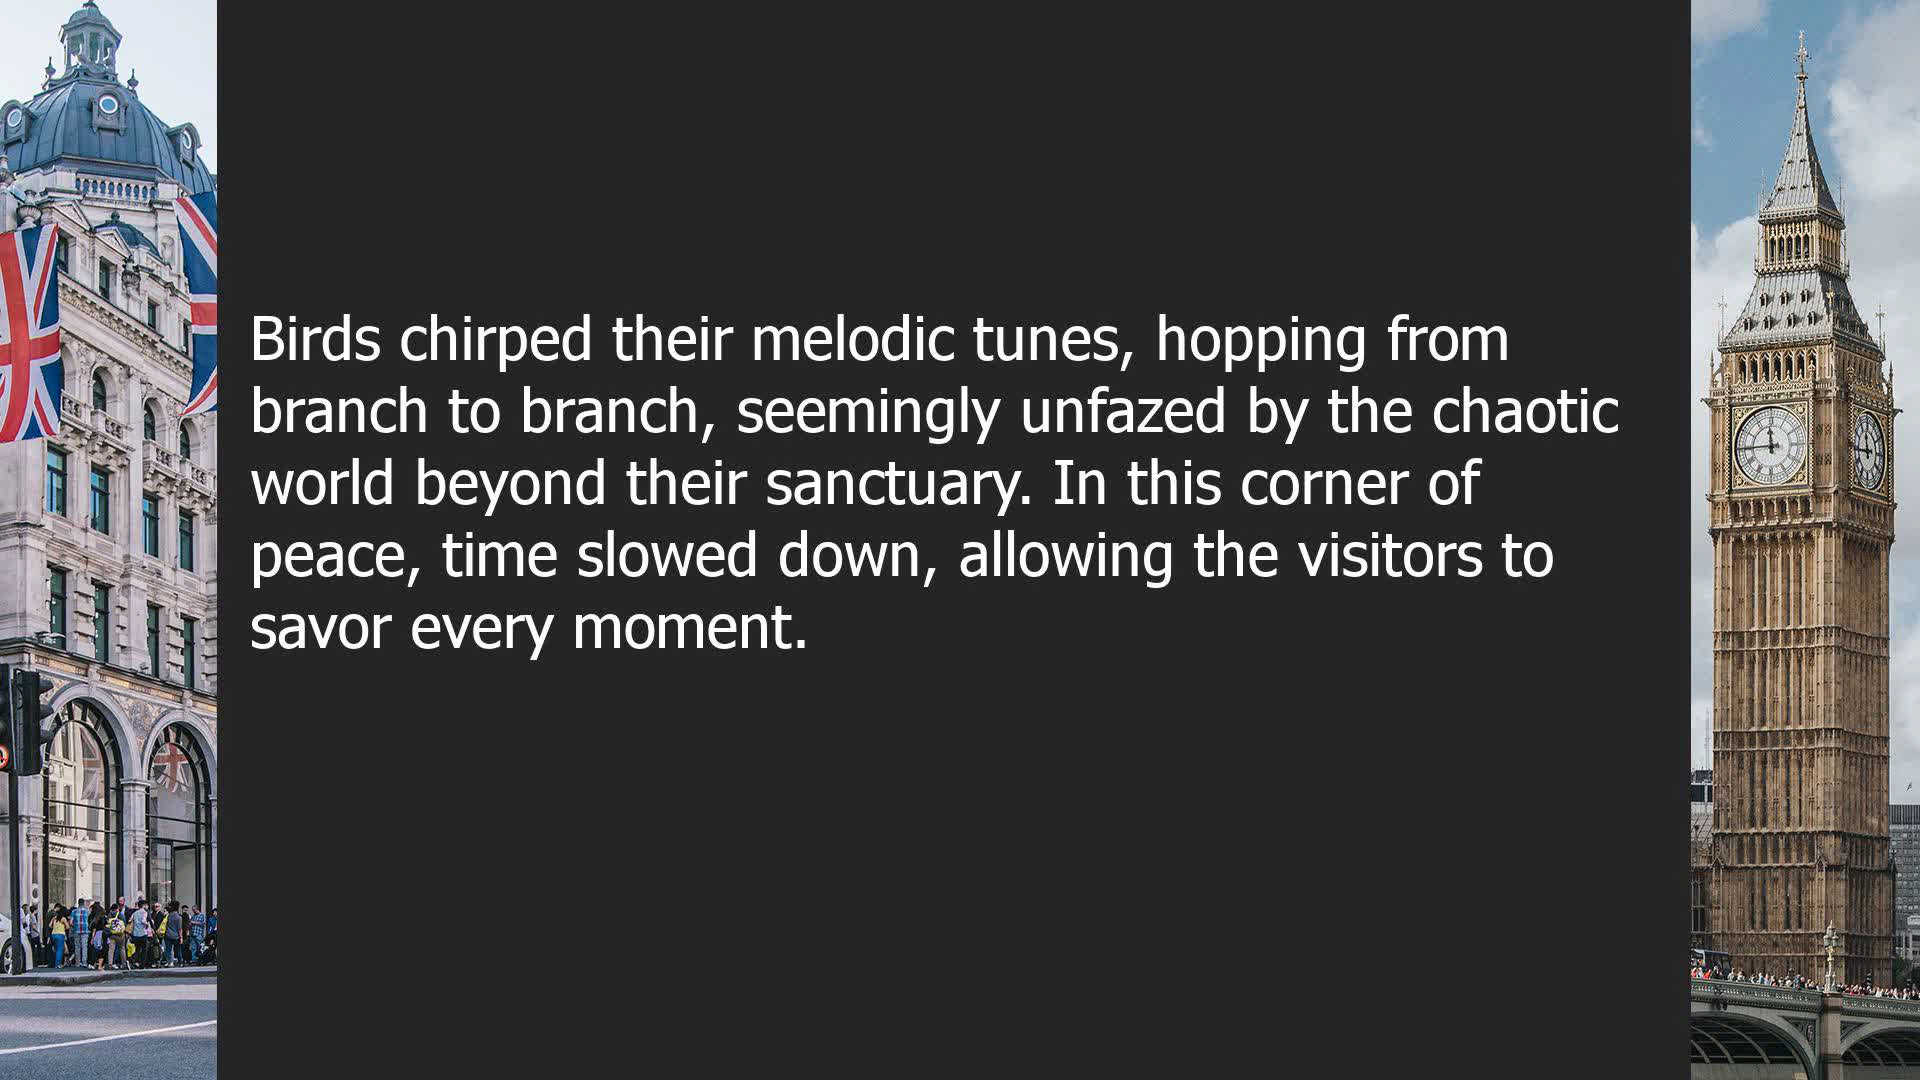 Birds chirped their melodic tunes, hopping from
branch to branch, seemingly unfazed by the chaotic
world beyond their sanctuary. In this corner of
peace, time slowed down, allowing the visitors to
savor every moment.